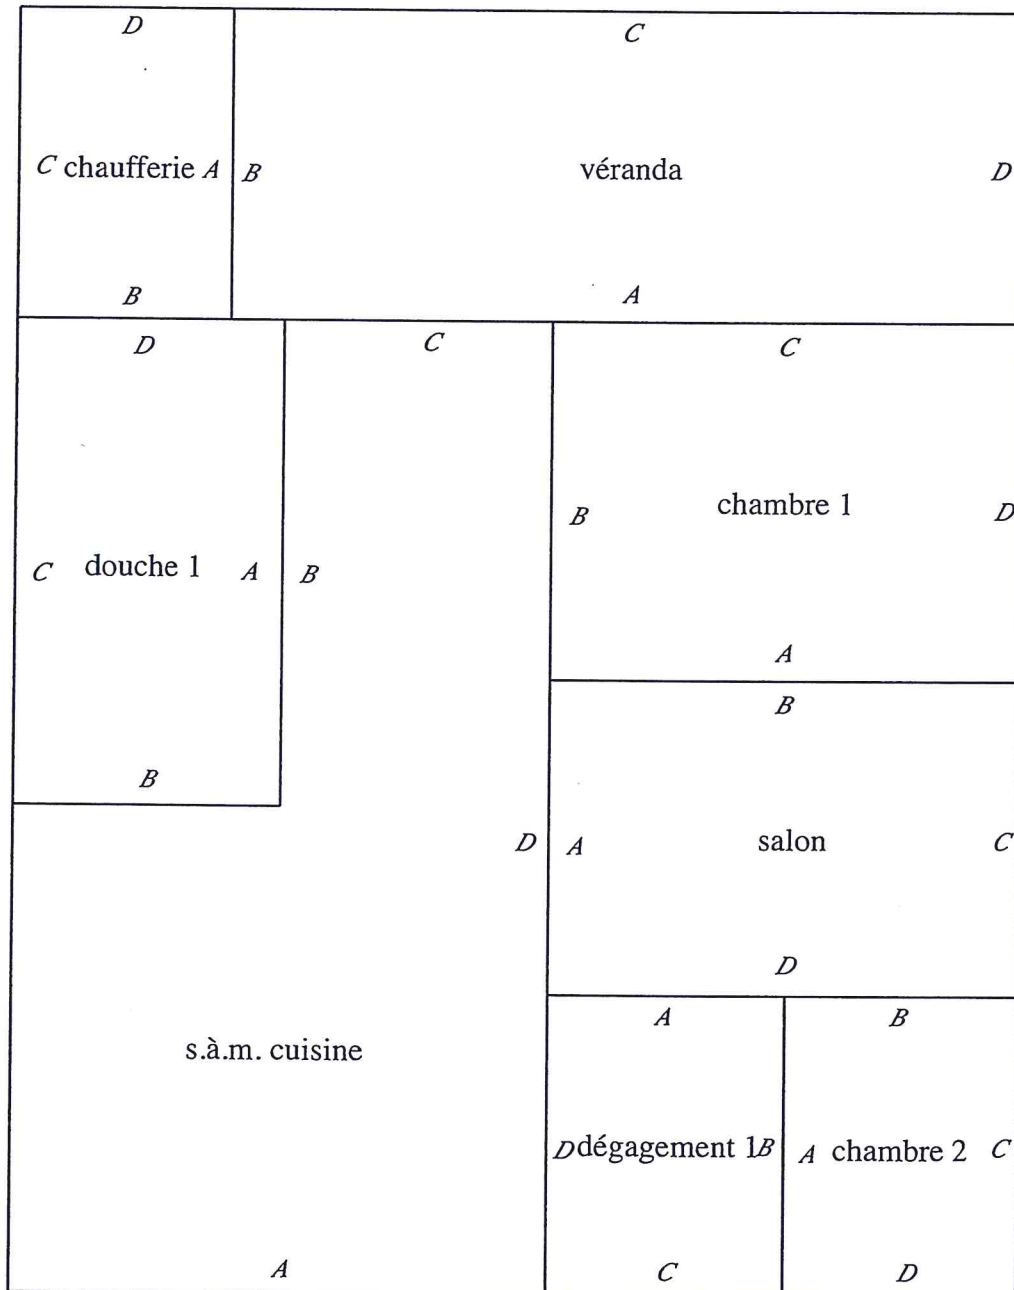 D
C
C chaufferie A
B véranda D
B
A
D
C
C
B chambre 1 D
C douche 1 A
B
A
B
B
D
A salon C
D
A
B
s.à.m. cuisine
D dégagement 1 B
A chambre 2 C
A
C
D